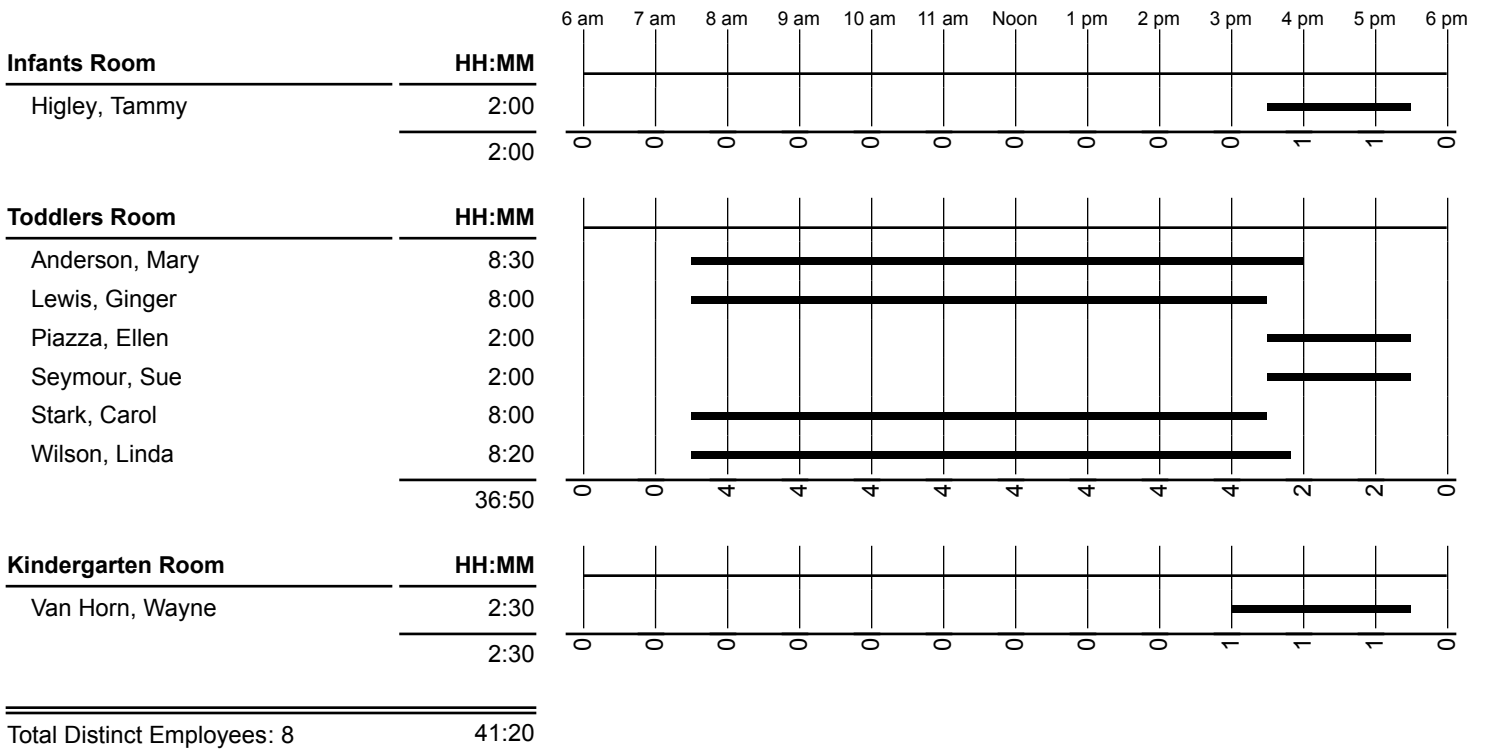 6 am 7 am 8 am 9 am 10 am 11 am Noon 1 pm 2 pm 3 pm 4 pm 5 pm 6 pm
Infants Room HH:MM
Higley, Tammy 2:00
2:00 0 0 0 0 0 0 0 0 0 0 1 1 0
Toddlers Room HH:MM
Anderson, Mary 8:30
Lewis, Ginger 8:00
Piazza, Ellen 2:00
Seymour, Sue 2:00
Stark, Carol 8:00
Wilson, Linda 8:20
36:50 0 0 4 4 4 4 4 4 4 4 2 2 0
Kindergarten Room HH:MM
Van Horn, Wayne 2:30
2:30 0 0 0 0 0 0 0 0 0 1 1 1 0
Total Distinct Employees: 8 41:20